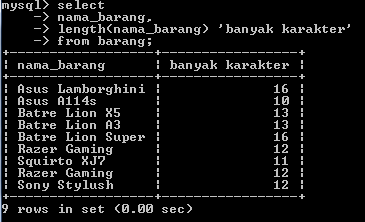 mysql> select
    -> nama_barang,
    -> length(nama_barang) 'banyak karakter'
    -> from barang;
+------------------+-----------------+
| nama_barang      | banyak karakter |
+------------------+-----------------+
| Asus Lamborghini |              16 |
| Asus A114s       |              10 |
| Batre Lion X5    |              13 |
| Batre Lion A3    |              13 |
| Batre Lion Super |              16 |
| Razer Gaming     |              12 |
| Squirto XJ7      |              11 |
| Razer Gaming     |              12 |
| Sony Stylush     |              12 |
+------------------+-----------------+
9 rows in set (0.00 sec)